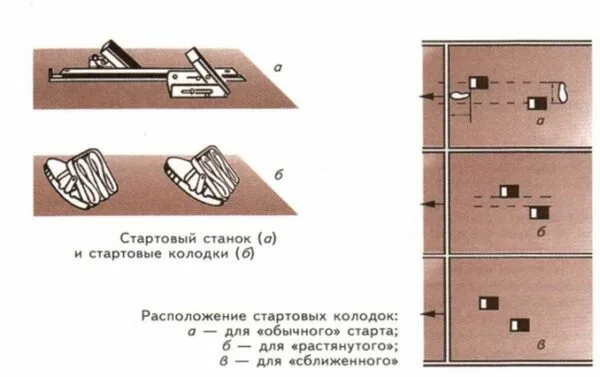 а
б
Стартовый станок (а)
и стартовые колодки (б)
а
б
в
Расположение стартовых колодок:
а — для «обычного» старта;
б — для «растянутого»;
в — для «сближенного»